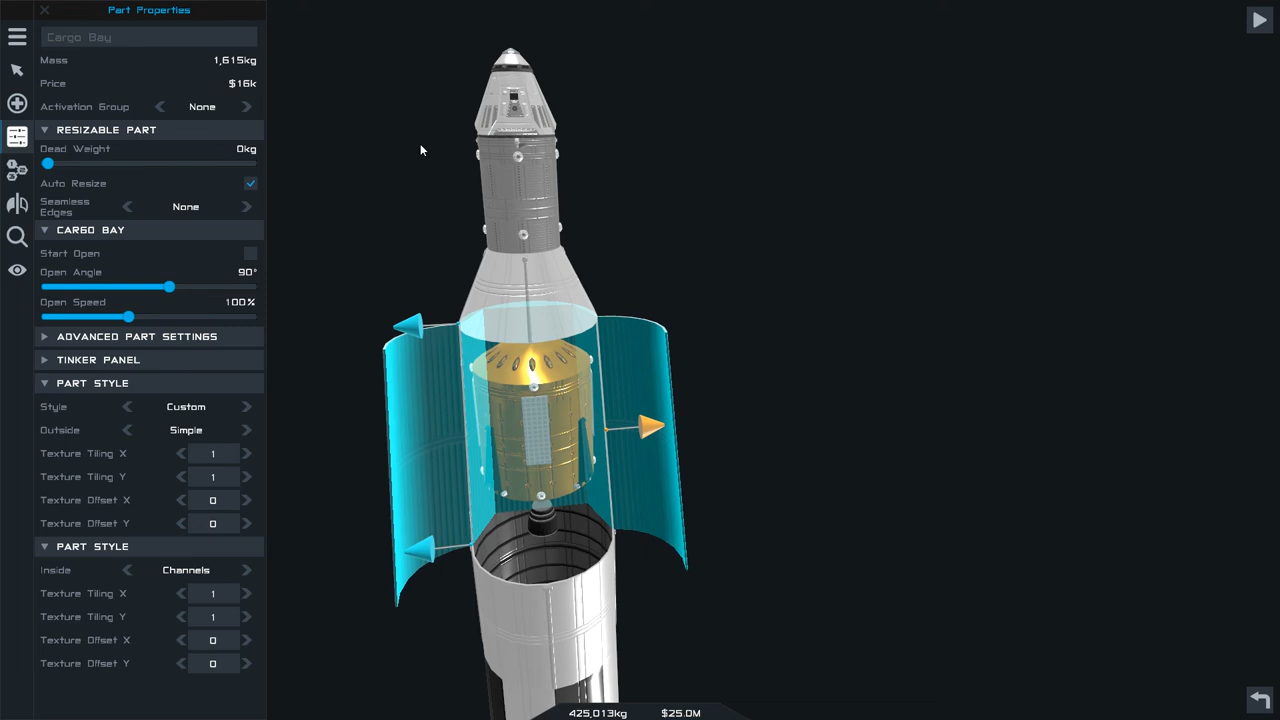 Part Properties
Cargo Bay
Mass 1,615kg
Price $16k
Activation Group None
RESIZABLE PART
Dead Weight 0kg
Auto Resize
Seamless Edges None
CARGO BAY
Start Open
Open Angle 90°
Open Speed 100%
ADVANCED PART SETTINGS
TINKER PANEL
PART STYLE
Style Custom
Outside Simple
Texture Tiling X 1
Texture Tiling Y 1
Texture Offset X 0
Texture Offset Y 0
PART STYLE
Inside Channels
Texture Tiling X 1
Texture Tiling Y 1
Texture Offset X 0
Texture Offset Y 0
425,013kg $25.0M